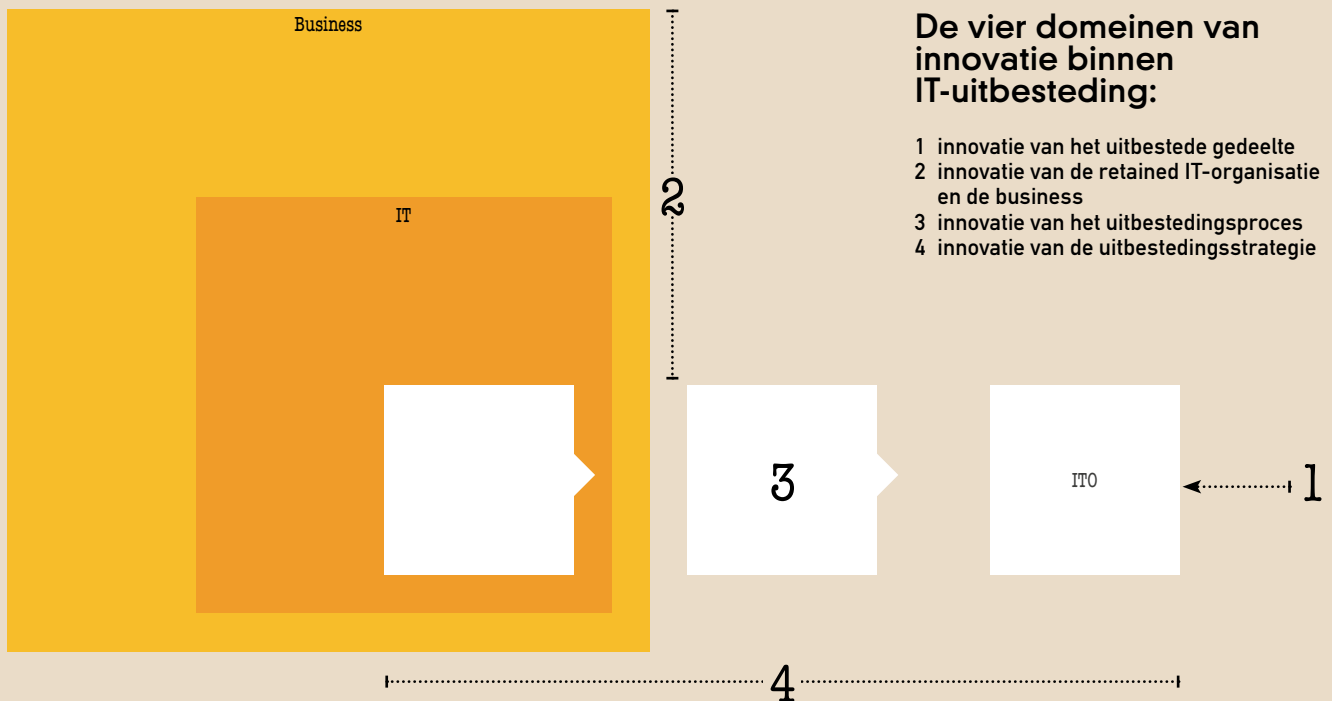 Business
IT
2
3
ITO
1
4
De vier domeinen van
innovatie binnen
IT-uitbesteding:
1 innovatie van het uitbestede gedeelte
2 innovatie van de retained IT-organisatie
en de business
3 innovatie van het uitbestedingsproces
4 innovatie van de uitbestedingsstrategie